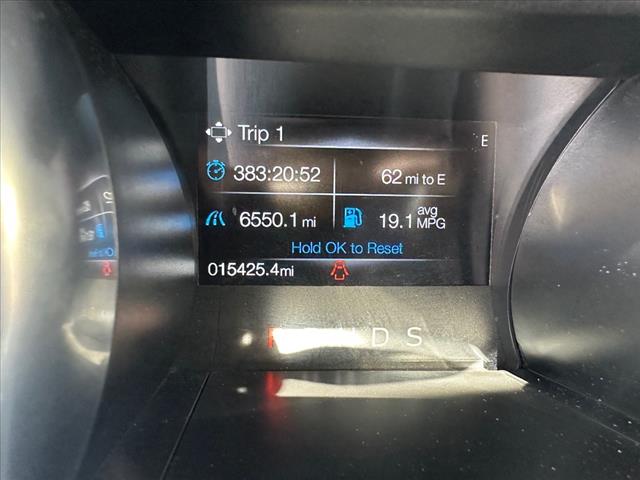 Trip 1
E
383:20:52
62 mi to E
6550.1 mi
19.1 avg MPG
Hold OK to Reset
015425.4mi
D S